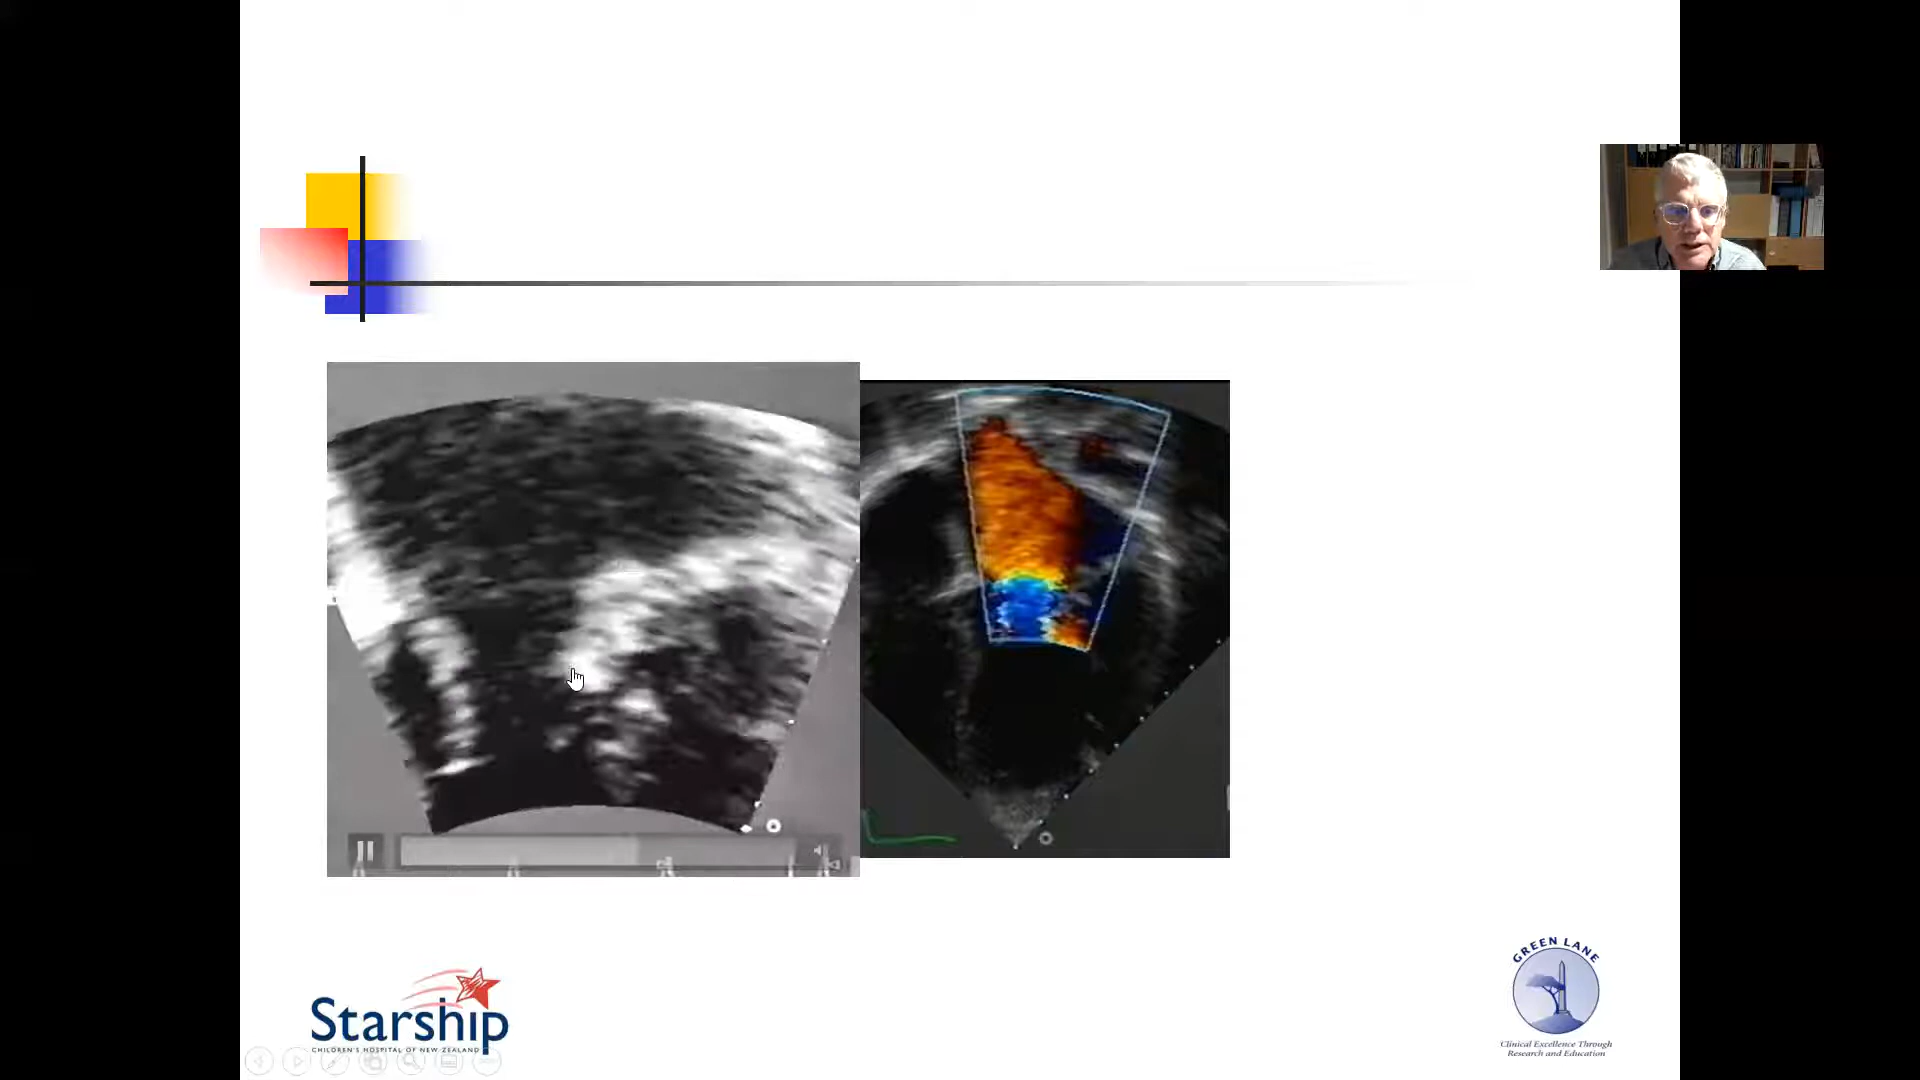 Starship
CHILDREN'S HOSPITAL OF NEW ZEALAND
GREEN LANE
Clinical Excellence Through
Research and Education